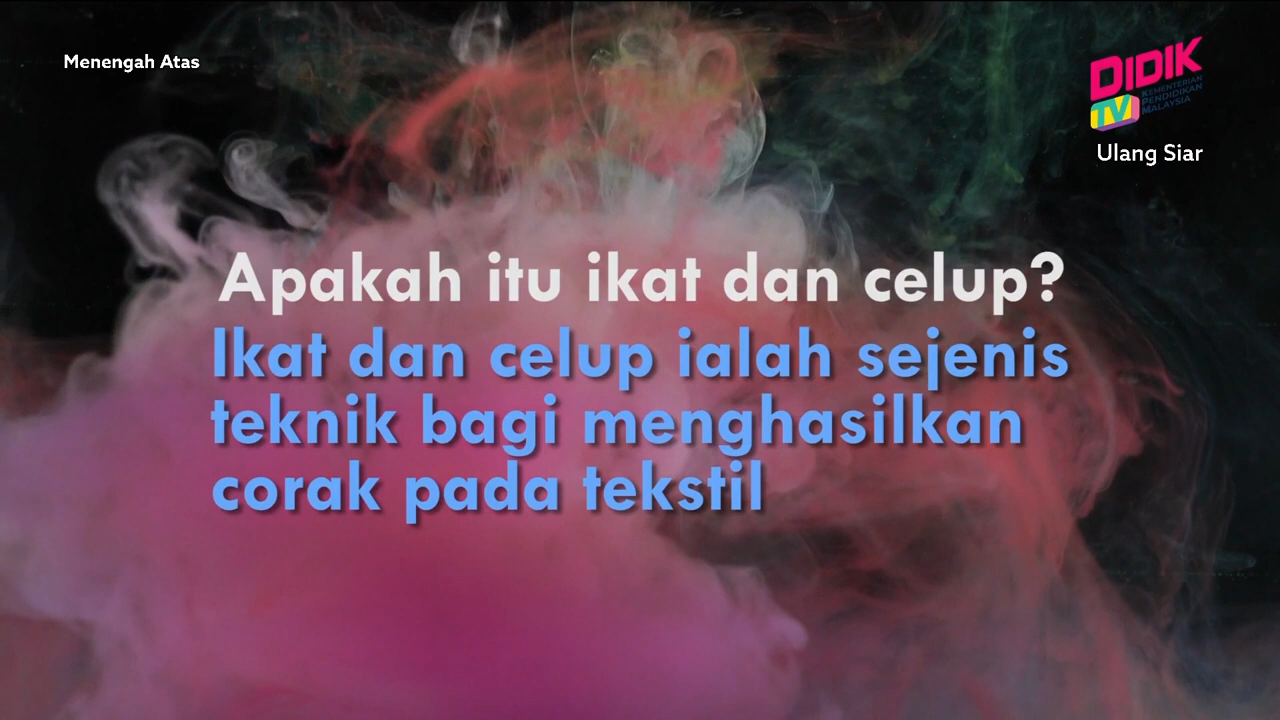 Menengah Atas
DIDIK
TV
KEMENTERIAN
PENDIDIKAN
MALAYSIA
Ulang Siar
Apakah itu ikat dan celup?
Ikat dan celup ialah sejenis
teknik bagi menghasilkan
corak pada tekstil